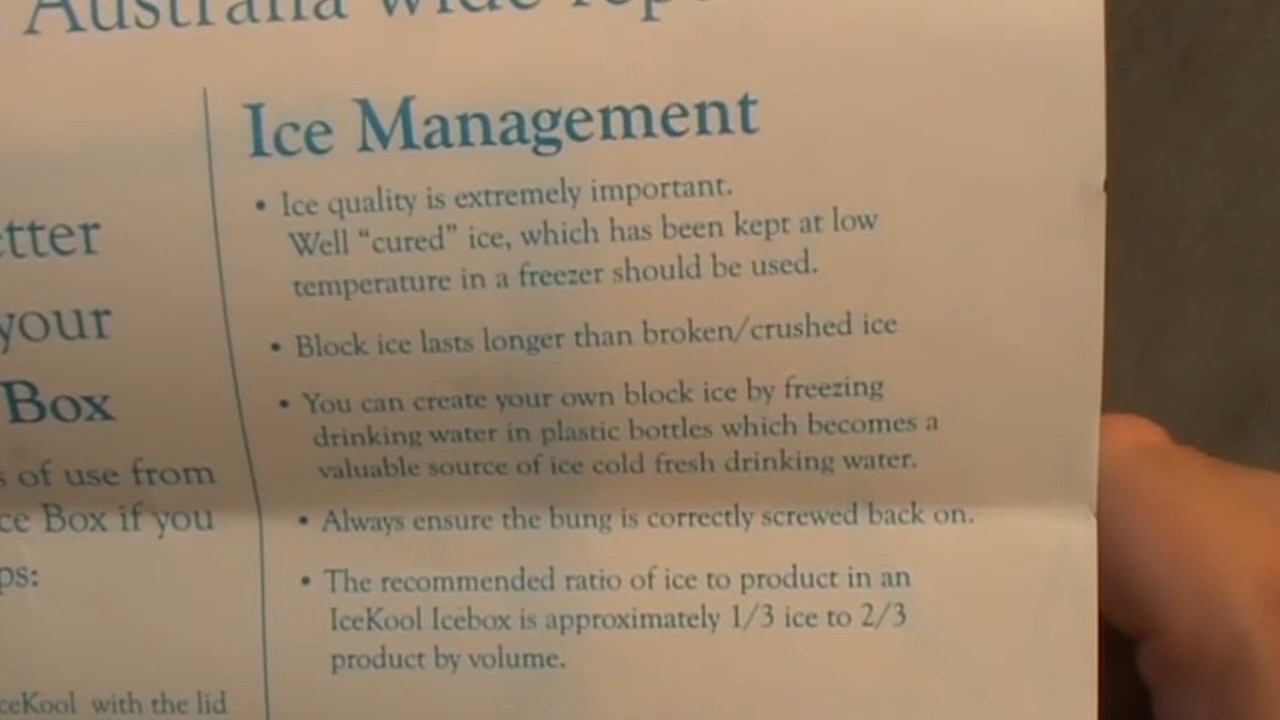 Australia wide
etter
your
Box
s of use from
ce Box if you
ps:
ceKool with the lid
Ice Management
• Ice quality is extremely important.
Well “cured” ice, which has been kept at low
temperature in a freezer should be used.
• Block ice lasts longer than broken/crushed ice
• You can create your own block ice by freezing
drinking water in plastic bottles which becomes a
valuable source of ice cold fresh drinking water.
• Always ensure the bung is correctly screwed back on.
• The recommended ratio of ice to product in an
IceKool Icebox is approximately 1/3 ice to 2/3
product by volume.